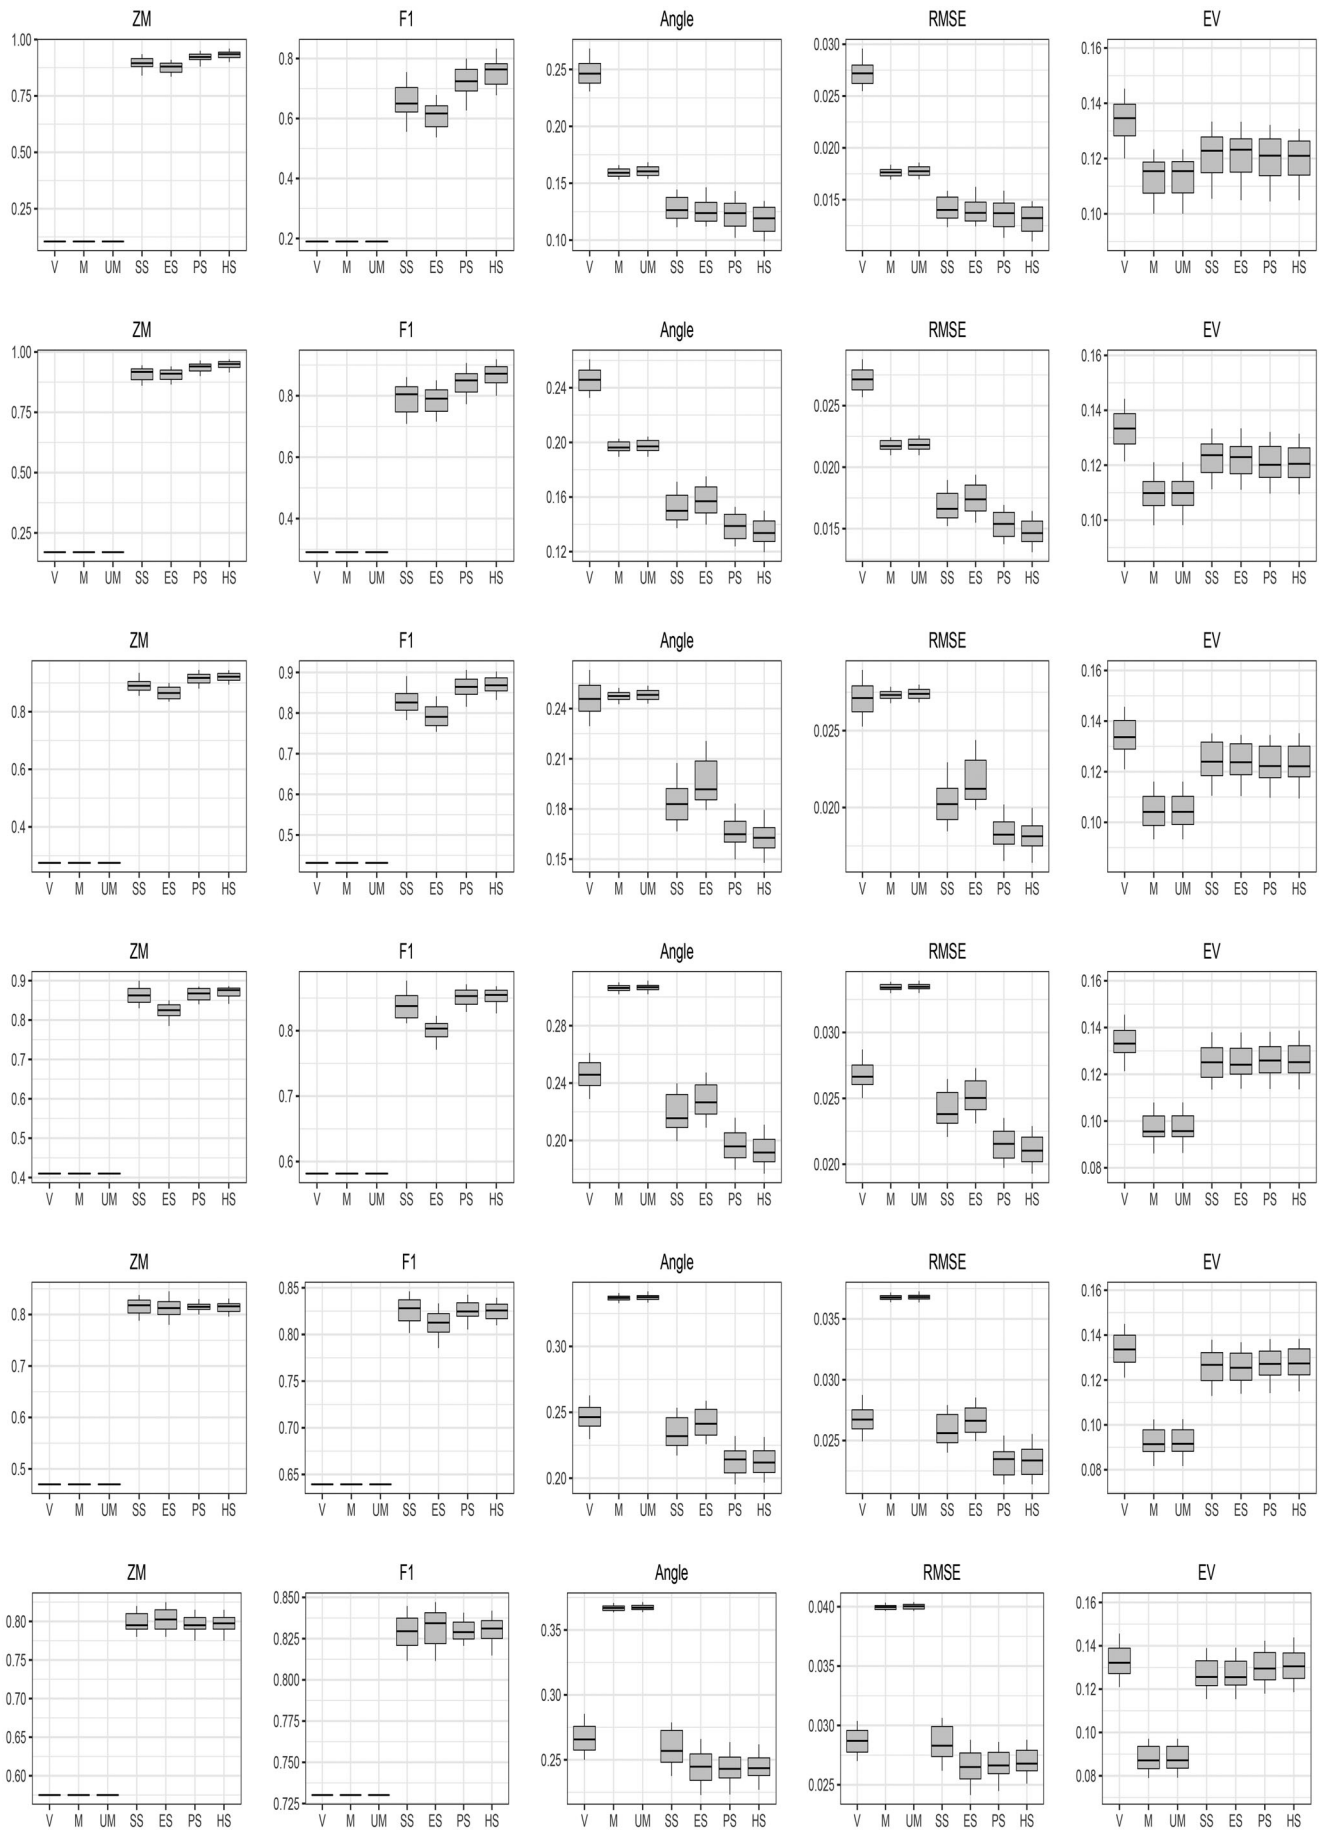 ZM F1 Angle RMSE EV
1.00 0.75 0.50 0.25
0.8 0.6 0.4 0.2
0.25 0.20 0.15 0.10
0.030 0.025 0.020 0.015
0.16 0.14 0.12 0.10
V M UM SS ES PS HS V M UM SS ES PS HS V M UM SS ES PS HS V M UM SS ES PS HS V M UM SS ES PS HS
ZM F1 Angle RMSE EV
1.00 0.75 0.50 0.25
0.8 0.6 0.4
0.24 0.20 0.16 0.12
0.025 0.020 0.015
0.16 0.14 0.12 0.10
V M UM SS ES PS HS V M UM SS ES PS HS V M UM SS ES PS HS V M UM SS ES PS HS V M UM SS ES PS HS
ZM F1 Angle RMSE EV
0.8 0.6 0.4
0.9 0.8 0.7 0.6 0.5
0.24 0.21 0.18 0.15
0.025 0.020
0.16 0.14 0.12 0.10
V M UM SS ES PS HS V M UM SS ES PS HS V M UM SS ES PS HS V M UM SS ES PS HS V M UM SS ES PS HS
ZM F1 Angle RMSE EV
0.9 0.8 0.7 0.6 0.5 0.4
0.8 0.7 0.6
0.28 0.24 0.20
0.030 0.025 0.020
0.16 0.14 0.12 0.10 0.08
V M UM SS ES PS HS V M UM SS ES PS HS V M UM SS ES PS HS V M UM SS ES PS HS V M UM SS ES PS HS
ZM F1 Angle RMSE EV
0.8 0.7 0.6 0.5
0.85 0.80 0.75 0.70 0.65
0.30 0.25 0.20
0.035 0.030 0.025
0.16 0.14 0.12 0.10 0.08
V M UM SS ES PS HS V M UM SS ES PS HS V M UM SS ES PS HS V M UM SS ES PS HS V M UM SS ES PS HS
ZM F1 Angle RMSE EV
0.80 0.75 0.70 0.65 0.60
0.850 0.825 0.800 0.775 0.750 0.725
0.35 0.30 0.25
0.040 0.035 0.030 0.025
0.16 0.14 0.12 0.10 0.08
V M UM SS ES PS HS V M UM SS ES PS HS V M UM SS ES PS HS V M UM SS ES PS HS V M UM SS ES PS HS